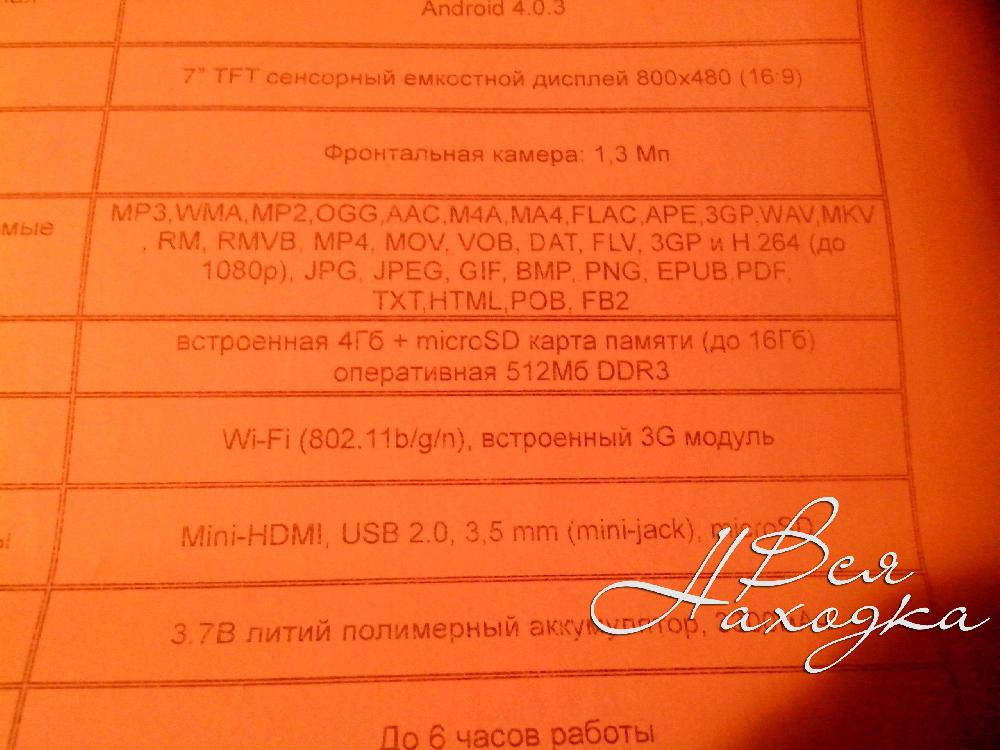 Android 4.0.3
7" TFT сенсорный емкостной дисплей 800x480 (16:9)
Фронтальная камера: 1,3 Мп
мые
MP3,WMA,MP2,OGG,AAC,M4A,MA4,FLAC,APE,3GP,WAV,MKV
, RM, RMVB, MP4, MOV, VOB, DAT, FLV, 3GP и H.264 (до
1080p), JPG, JPEG, GIF, BMP, PNG, EPUB,PDF,
TXT,HTML,POB, FB2
встроенная 4Гб + microSD карта памяти (до 16Гб)
оперативная 512Мб DDR3
Wi-Fi (802.11b/g/n), встроенный 3G модуль
Mini-HDMI, USB 2.0, 3,5 mm (mini-jack), microSD
3.7В литий полимерный аккумулятор,
До 6 часов работы
Вся
Находка